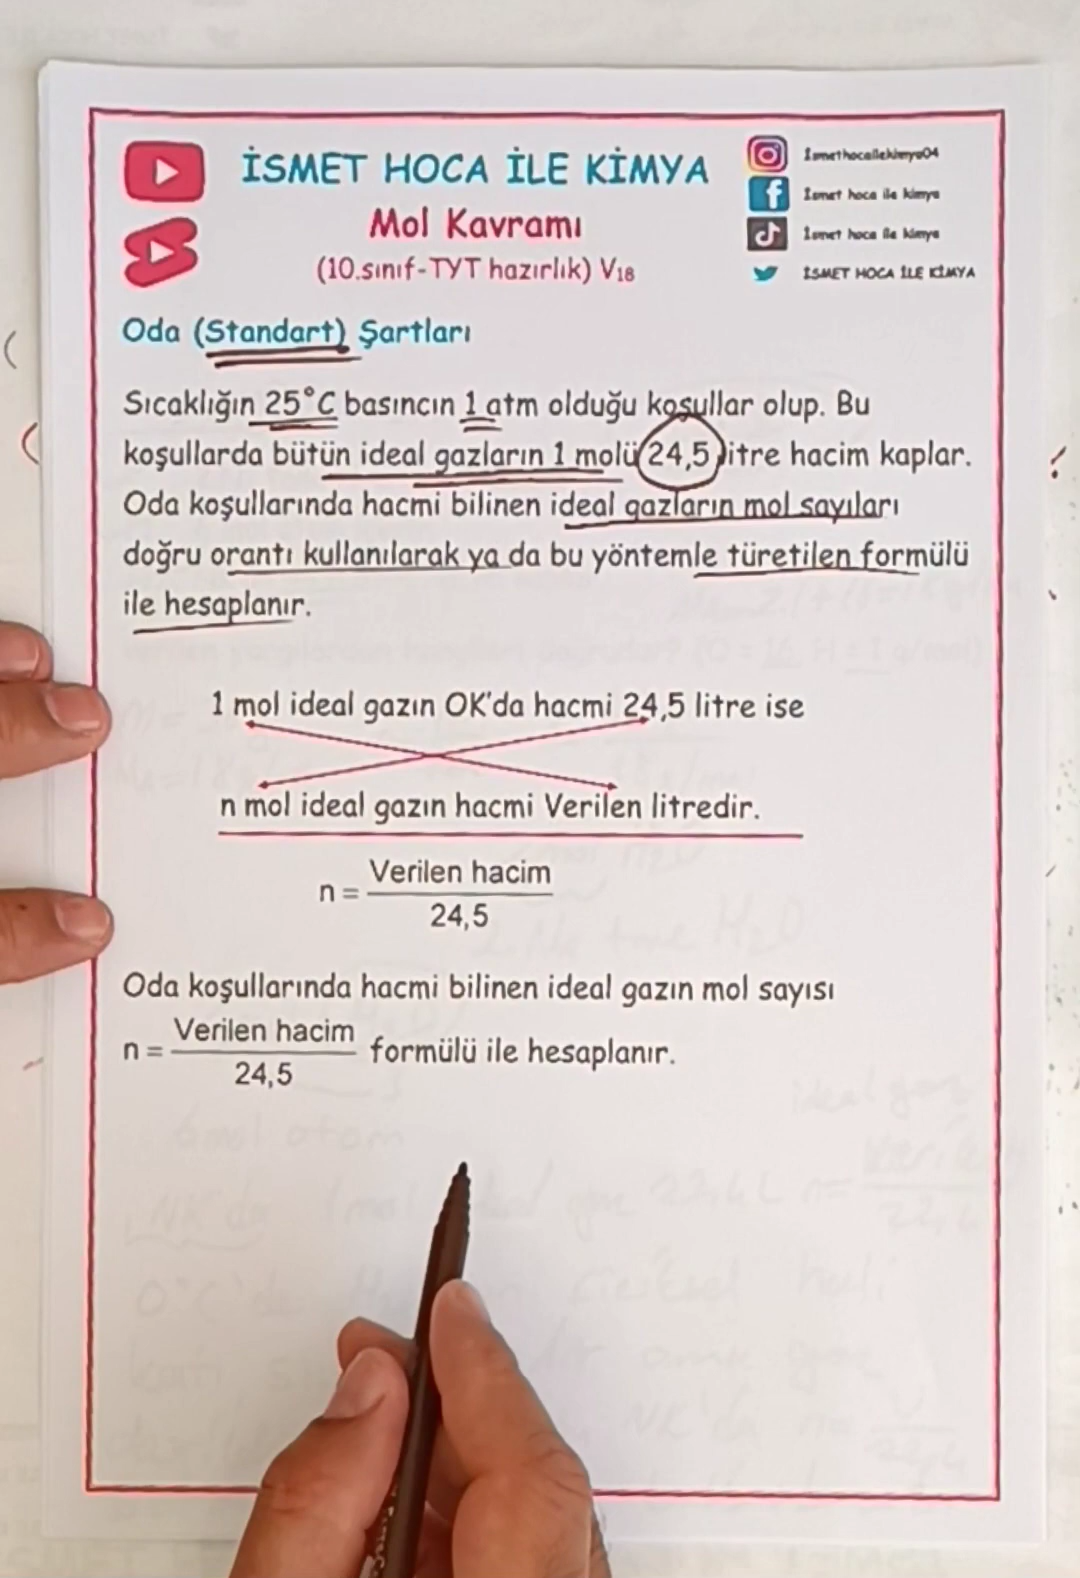 İSMET HOCA İLE KİMYA
Mol Kavramı
(10.sınıf-TYT hazırlık) V18
İsmethocailekimya04
İsmet hoca ile kimya
İsmet hoca ile kimya
İSMET HOCA İLE KİMYA
Oda (Standart) Şartları
Sıcaklığın 25°C basıncın 1 atm olduğu koşullar olup. Bu
koşullarda bütün ideal gazların 1 molü 24,5 litre hacim kaplar.
Oda koşullarında hacmi bilinen ideal gazların mol sayıları
doğru orantı kullanılarak ya da bu yöntemle türetilen formülü
ile hesaplanır.
1 mol ideal gazın OK'da hacmi 24,5 litre ise
n mol ideal gazın hacmi Verilen litredir.
n = Verilen hacim
24,5
Oda koşullarında hacmi bilinen ideal gazın mol sayısı
n = Verilen hacim formülü ile hesaplanır.
24,5